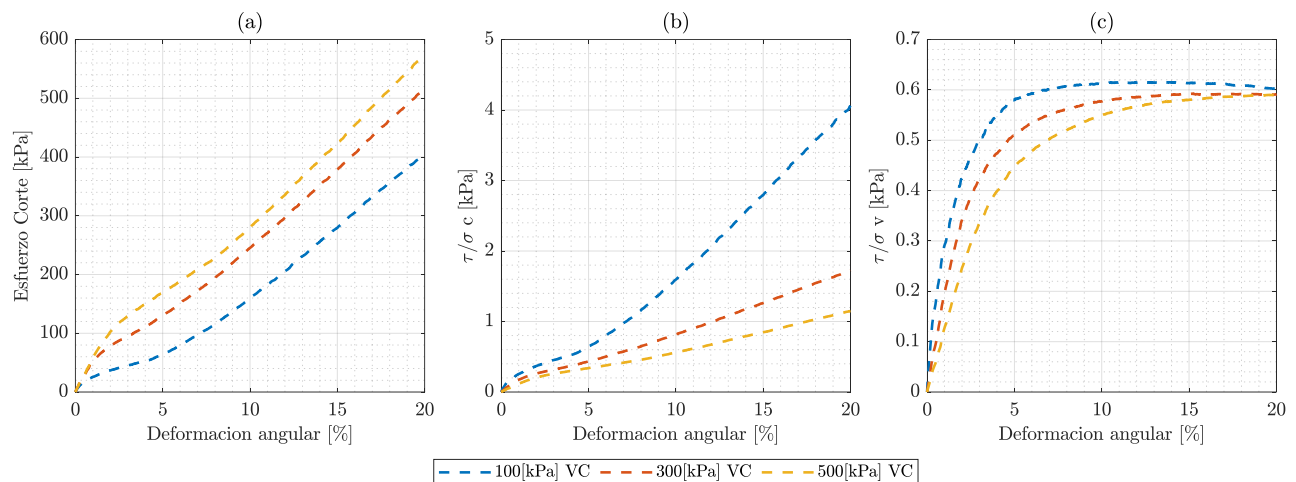 (a)
600
500
400
300
200
100
0
0 5 10 15 20
Esfuerzo Corte [kPa]
Deformacion angular [%]
(b)
5
4
3
2
1
0
0 5 10 15 20
τ/σ c [kPa]
Deformacion angular [%]
(c)
0.7
0.6
0.5
0.4
0.3
0.2
0.1
0
0 5 10 15 20
τ/σ v [kPa]
Deformacion angular [%]
100[kPa] VC 300[kPa] VC 500[kPa] VC